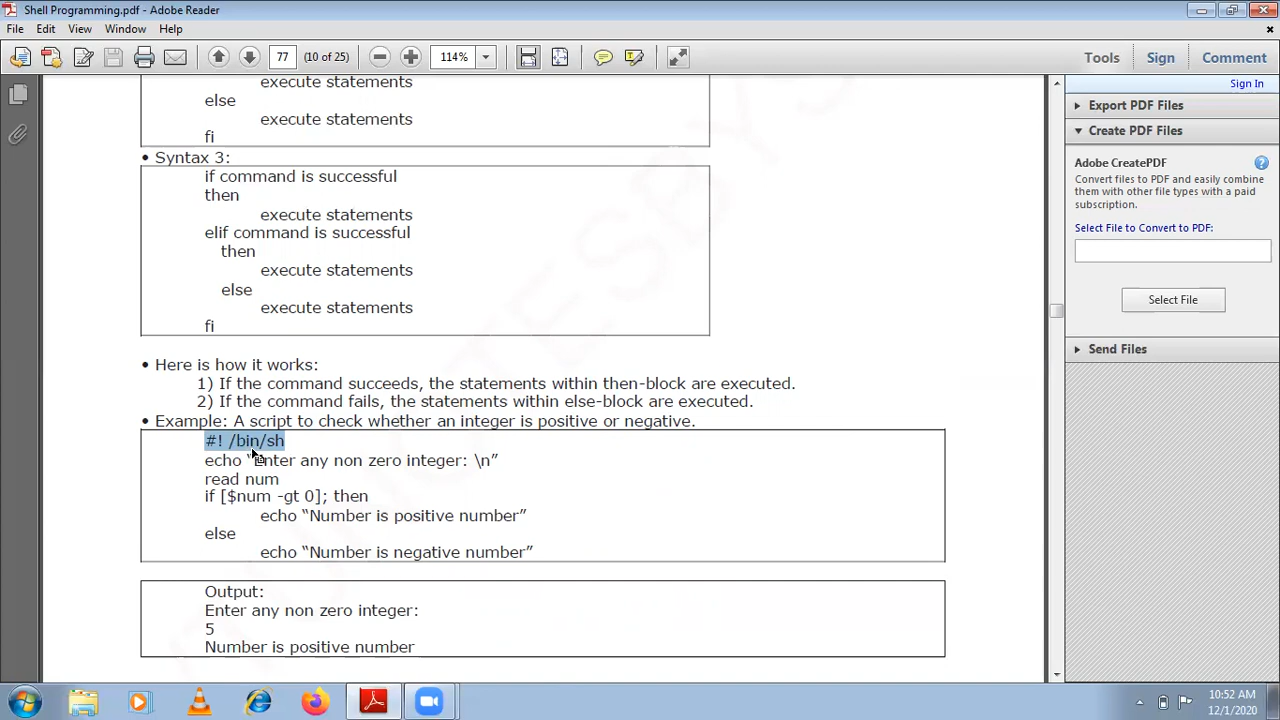 Shell Programming.pdf - Adobe Reader
File Edit View Window Help
77 (10 of 25) 114% Tools Sign Comment
Sign In
Export PDF Files
Create PDF Files
Adobe CreatePDF
Convert files to PDF and easily combine
them with other file types with a paid
subscription.
Select File to Convert to PDF:
Select File
Send Files
execute statements
else
execute statements
fi
• Syntax 3:
if command is successful
then
execute statements
elif command is successful
then
execute statements
else
execute statements
fi
• Here is how it works:
1) If the command succeeds, the statements within then-block are executed.
2) If the command fails, the statements within else-block are executed.
• Example: A script to check whether an integer is positive or negative.
#! /bin/sh
echo “Enter any non zero integer: \n”
read num
if [$num -gt 0]; then
echo “Number is positive number”
else
echo “Number is negative number”
Output:
Enter any non zero integer:
5
Number is positive number
10:52 AM
12/1/2020